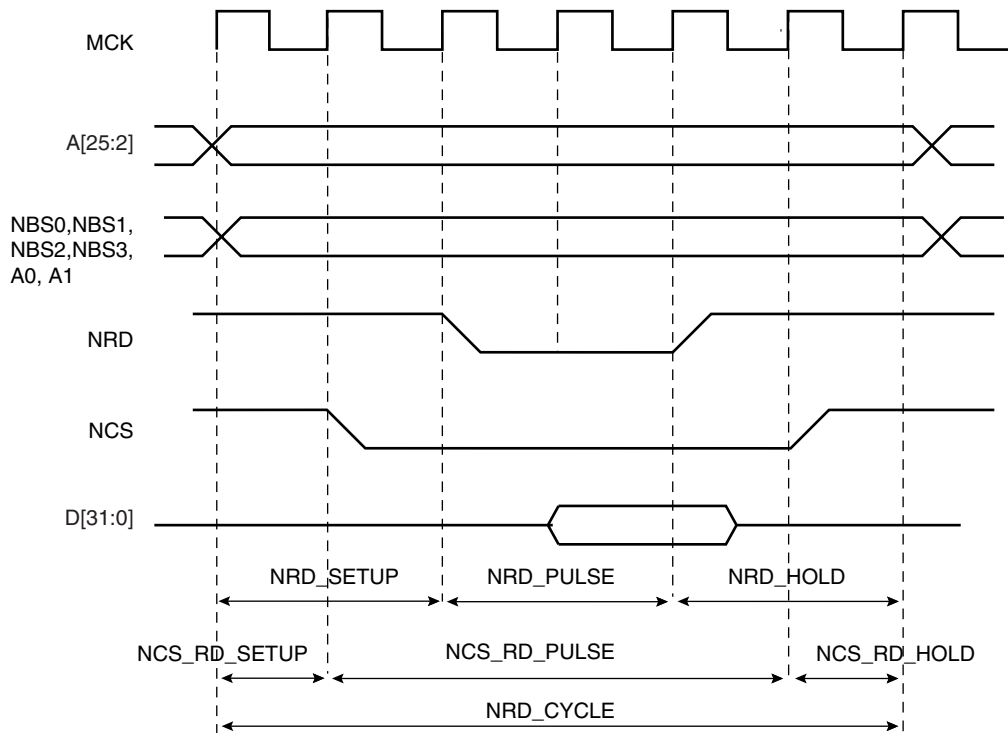 MCK
A[25:2]
NBS0,NBS1,
NBS2,NBS3,
A0, A1
NRD
NCS
D[31:0]
NRD_SETUP NRD_PULSE NRD_HOLD
NCS_RD_SETUP NCS_RD_PULSE NCS_RD_HOLD
NRD_CYCLE